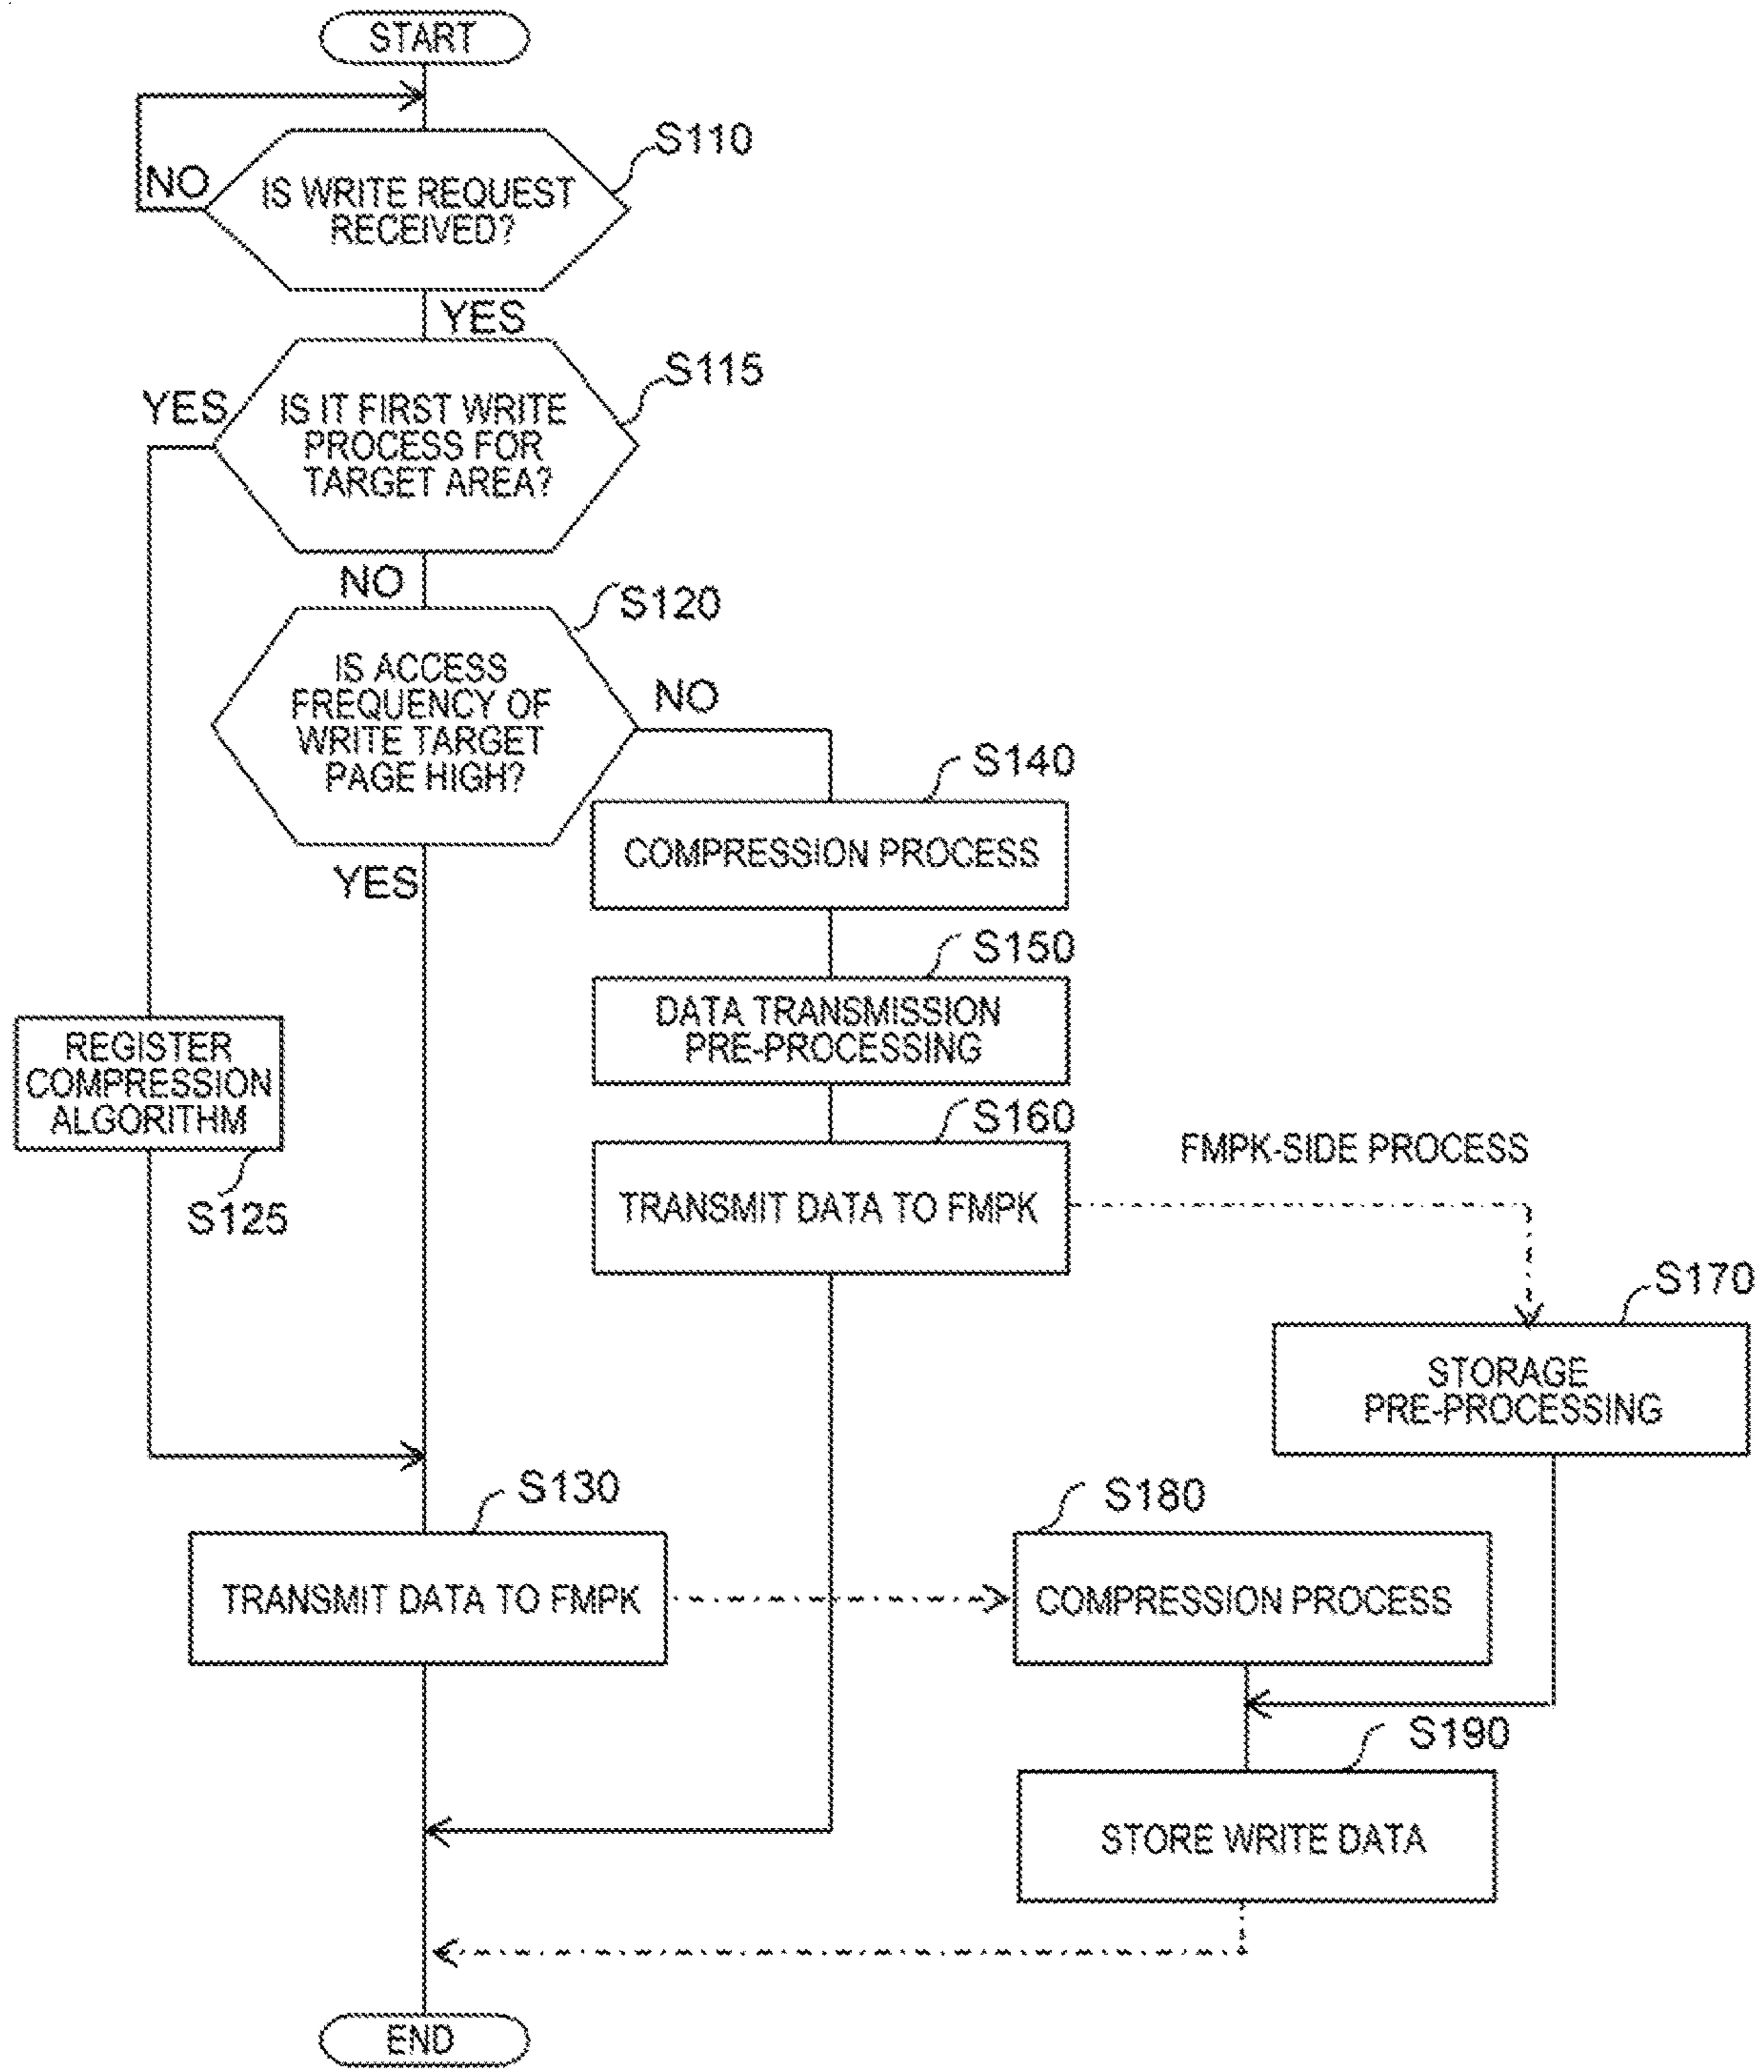 START
S110
NO
IS WRITE REQUEST
RECEIVED?
YES
S115
YES
IS IT FIRST WRITE
PROCESS FOR
TARGET AREA?
NO
S120
IS ACCESS
FREQUENCY OF
WRITE TARGET
PAGE HIGH?
NO
S140
COMPRESSION PROCESS
YES
S150
DATA TRANSMISSION
PRE-PROCESSING
REGISTER
COMPRESSION
ALGORITHM
S125
S160
TRANSMIT DATA TO FMPK
FMPK-SIDE PROCESS
S170
STORAGE
PRE-PROCESSING
S130
TRANSMIT DATA TO FMPK
S180
COMPRESSION PROCESS
S190
STORE WRITE DATA
END